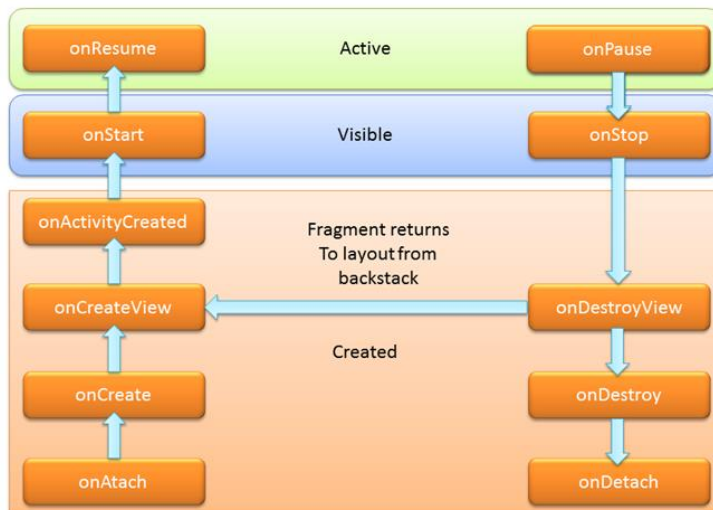 onResume
Active
onPause
onStart
Visible
onStop
onActivityCreated
Fragment returns
To layout from
backstack
onCreateView
onDestroyView
Created
onCreate
onDestroy
onAtach
onDetach